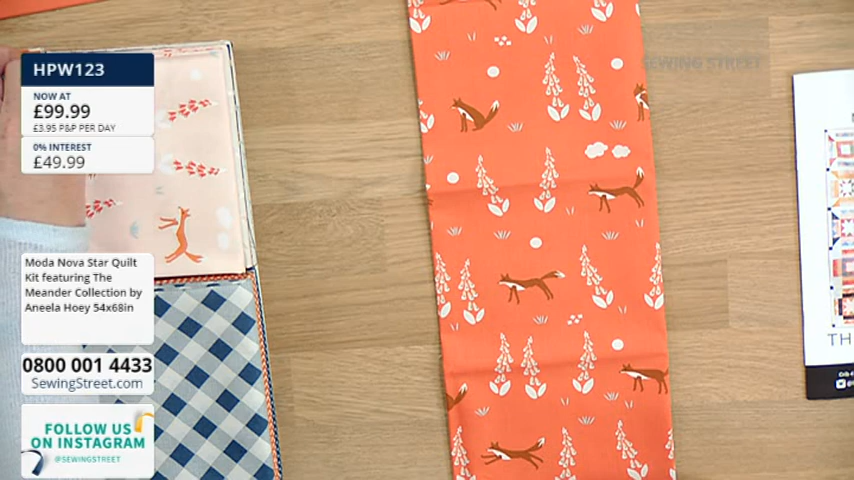 HPW123
NOW AT
£99.99
£3.95 P&P PER DAY
0% INTEREST
£49.99
Moda Nova Star Quilt
Kit featuring The
Meander Collection by
Aneela Hoey 54x68in
0800 001 4433
SewingStreet.com
FOLLOW US
ON INSTAGRAM
@SEWINGSTREET
SEWING STREET
TH